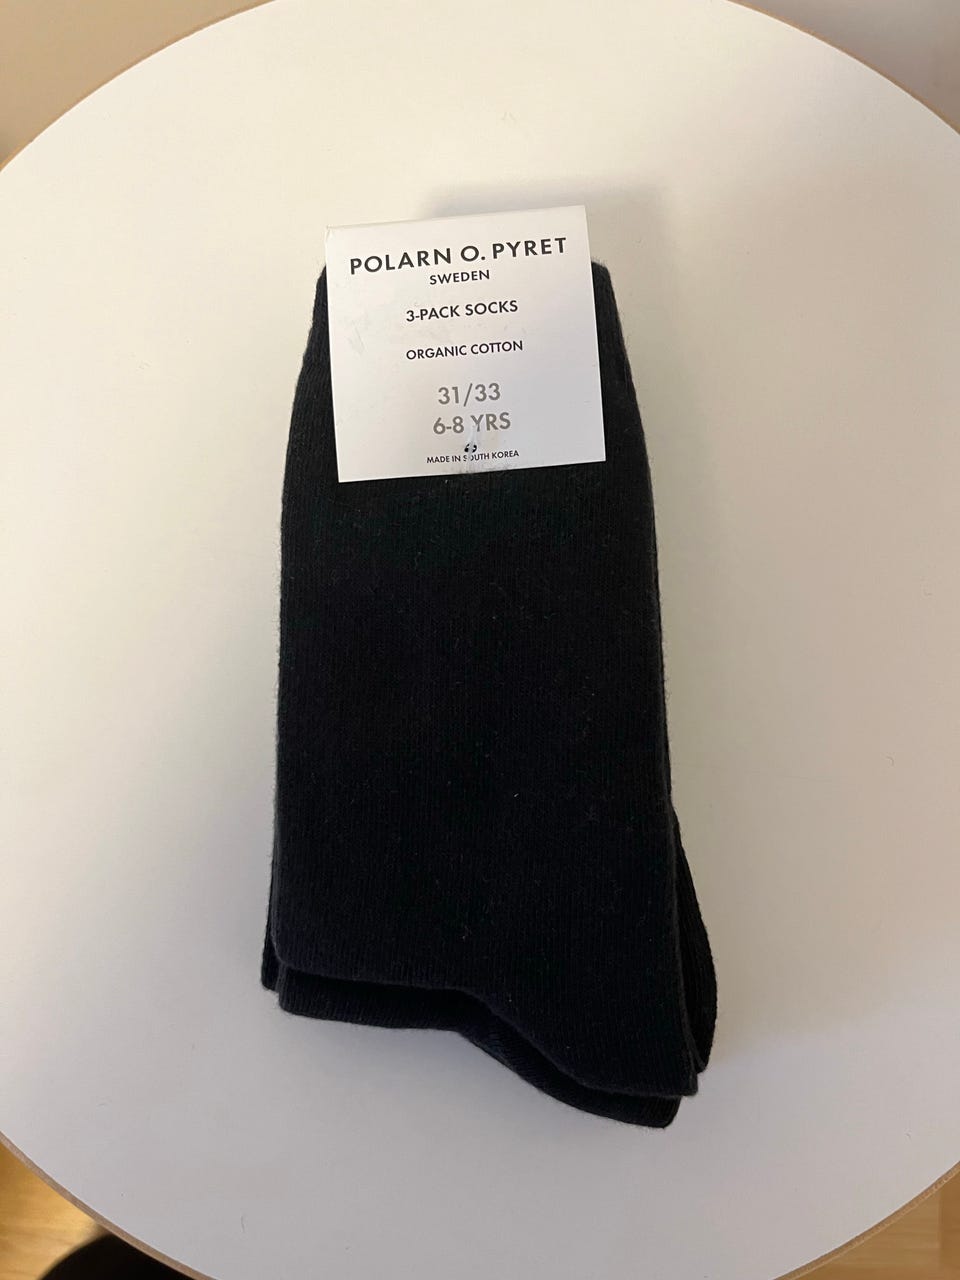 POLARN O. PYRET
SWEDEN
3-PACK SOCKS
ORGANIC COTTON
31/33
6-8 YRS
MADE IN SOUTH KOREA